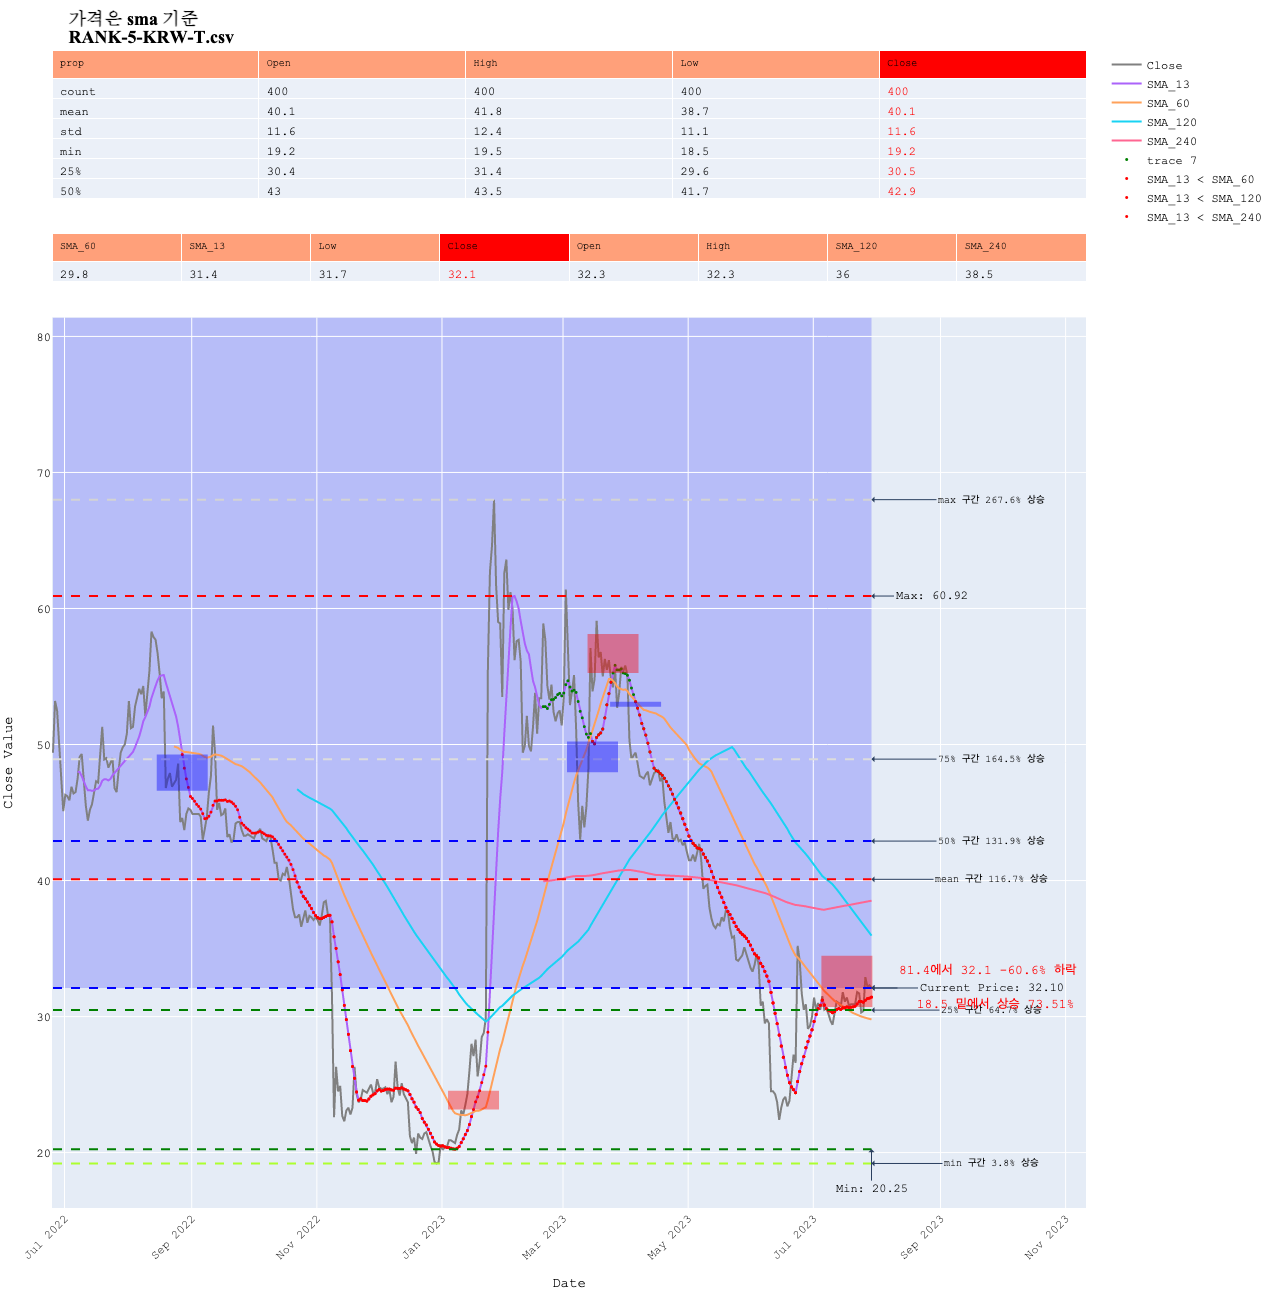 가격은 sma 기준
RANK-5-KRW-T.csv
prop Open High Low Close
count 400 400 400 400
mean 40.1 41.8 38.7 40.1
std 11.6 12.4 11.1 11.6
min 19.2 19.5 18.5 19.2
25% 30.4 31.4 29.6 30.5
50% 43 43.5 41.7 42.9
Close
SMA_13
SMA_60
SMA_120
SMA_240
trace 7
SMA_13 < SMA_60
SMA_13 < SMA_120
SMA_13 < SMA_240
SMA_60 SMA_13 Low Close Open High SMA_120 SMA_240
29.8 31.4 31.7 32.1 32.3 32.3 36 38.5
Close Value
80
70
60
50
40
30
20
max 구간 267.6% 상승
Max: 60.92
75% 구간 164.5% 상승
50% 구간 131.9% 상승
mean 구간 116.7% 상승
81.4에서 32.1 -60.6% 하락
Current Price: 32.10
18.5 밑에서 상승 73.51%
25% 구간 64.7% 상승
min 구간 3.8% 상승
Min: 20.25
Jul 2022 Sep 2022 Nov 2022 Jan 2023 Mar 2023 May 2023 Jul 2023 Sep 2023 Nov 2023
Date